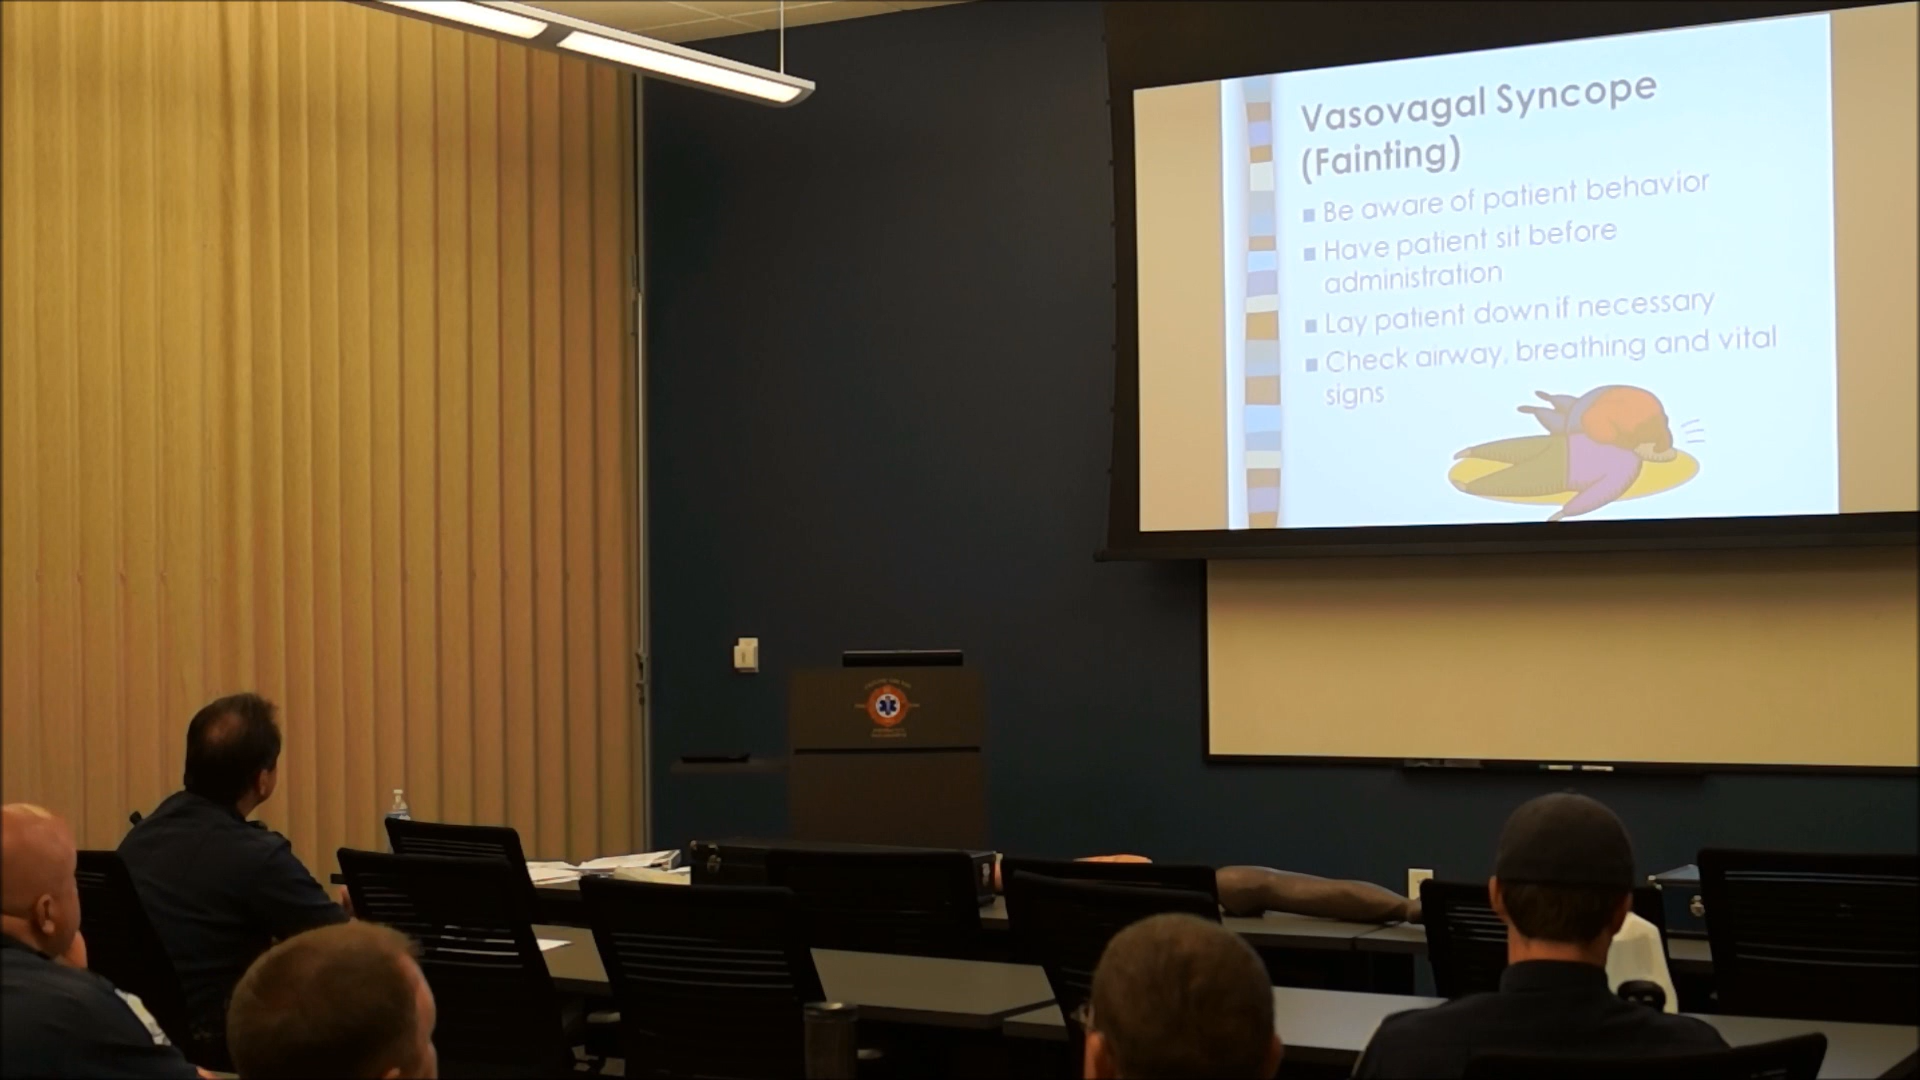 Vasovagal Syncope
(Fainting)
Be aware of patient behavior
Have patient sit before
administration
Lay patient down if necessary
Check airway, breathing and vital
signs